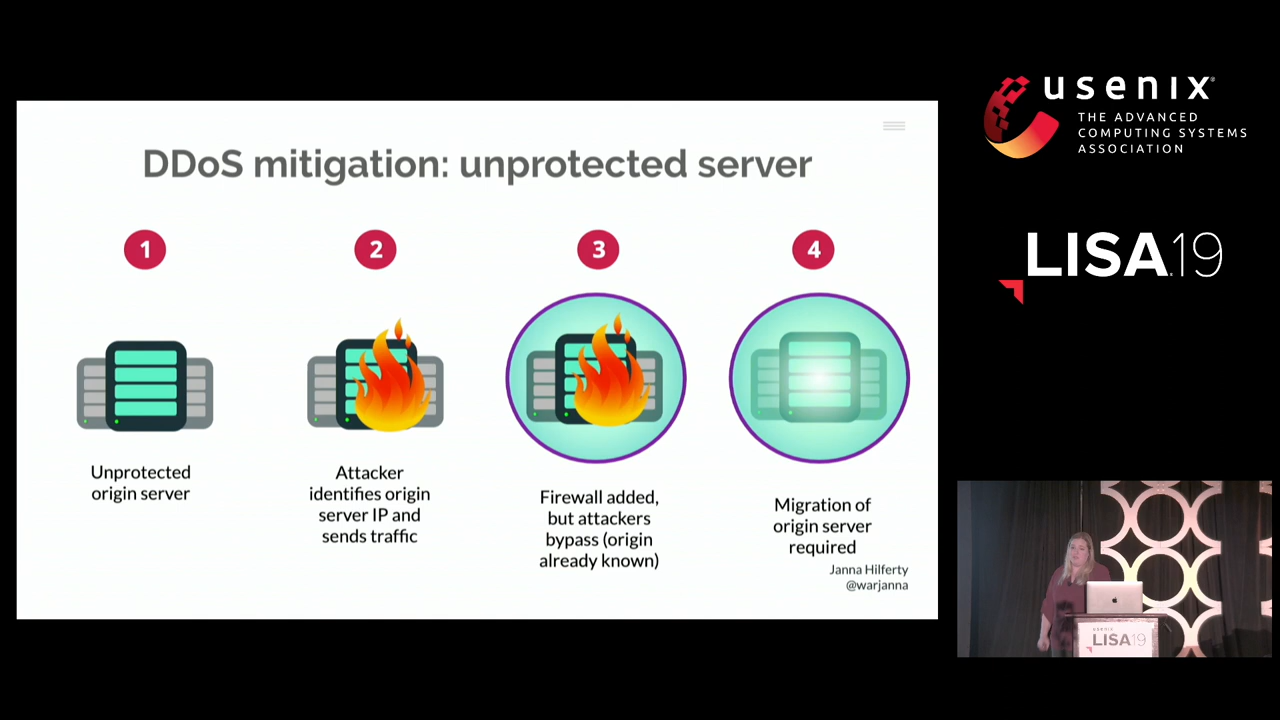 DDoS mitigation: unprotected server
1
2
3
4
Unprotected
origin server
Attacker
identifies origin
server IP and
sends traffic
Firewall added,
but attackers
bypass (origin
already known)
Migration of
origin server
required
Janna Hilferty
@warjanna
usenix
THE ADVANCED
COMPUTING SYSTEMS
ASSOCIATION
LISA19
usenix
LISA19